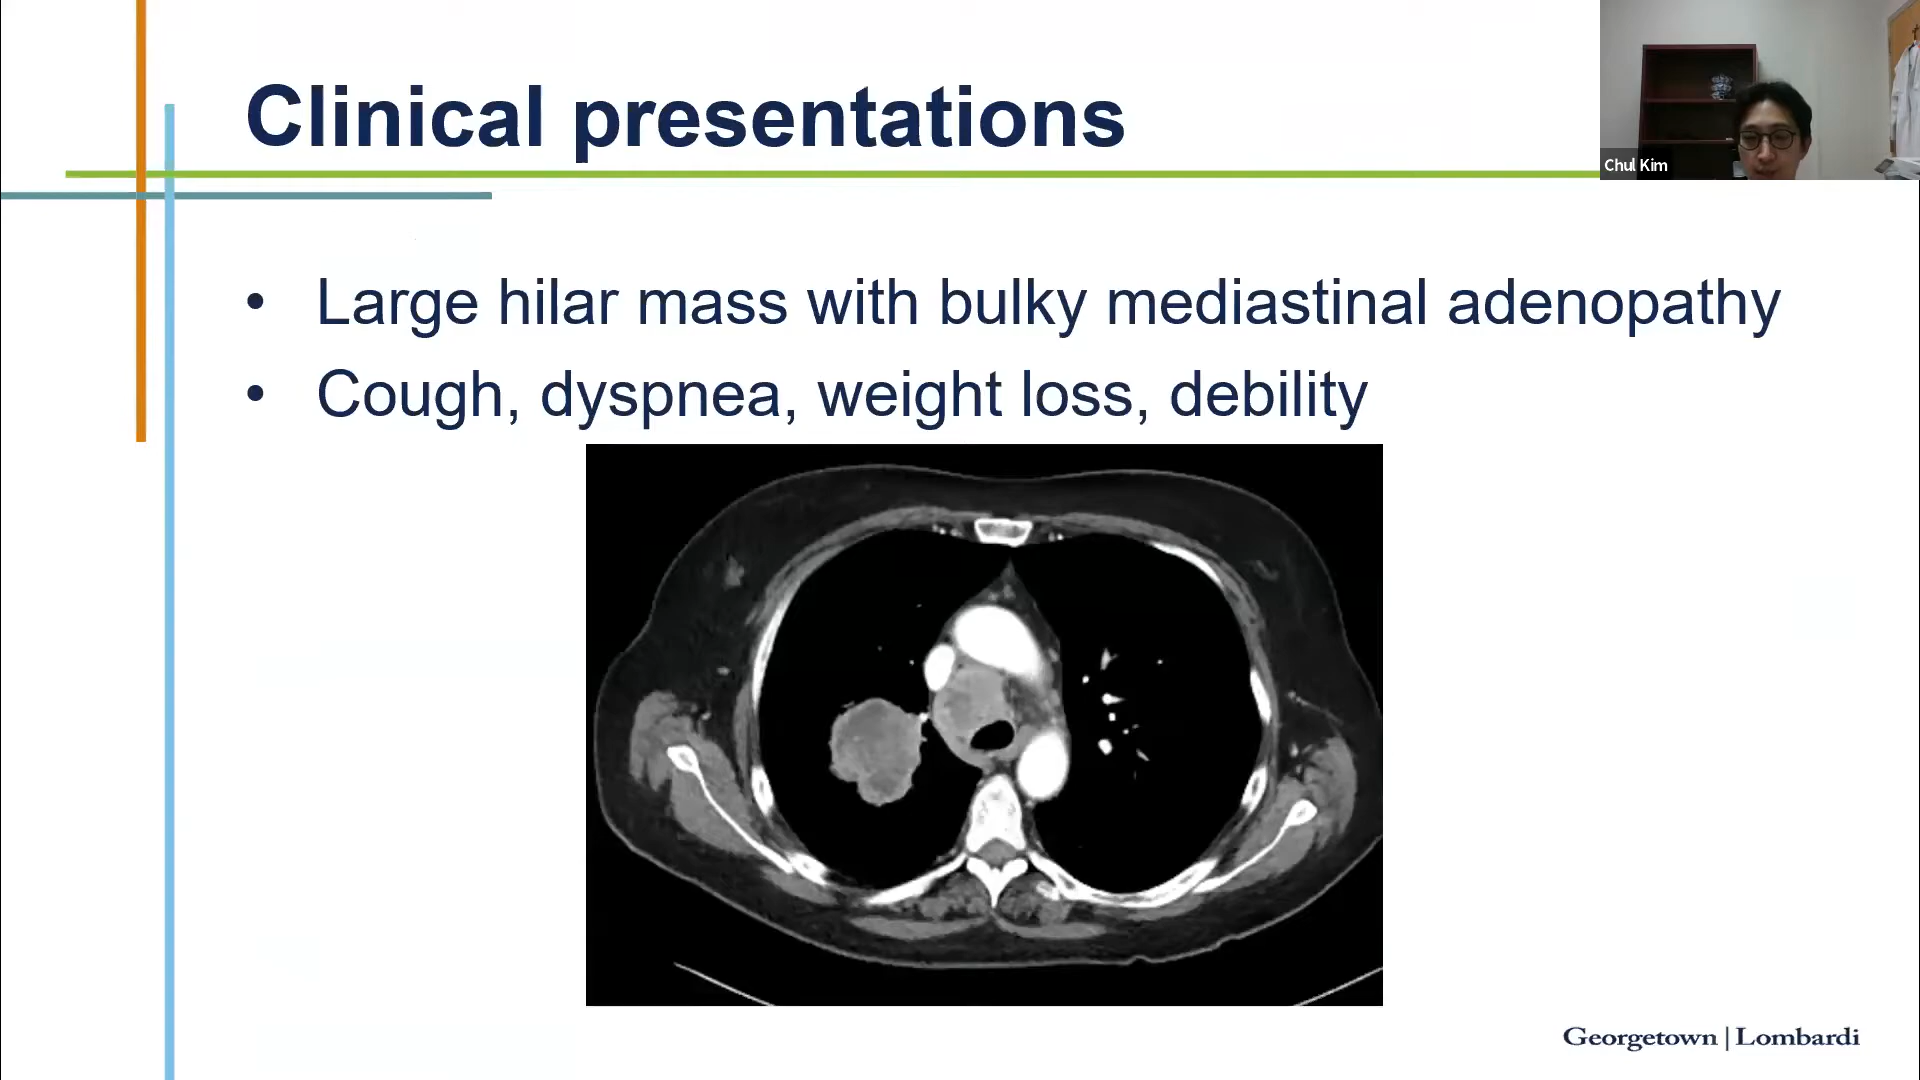 Clinical presentations
Chul Kim
• Large hilar mass with bulky mediastinal adenopathy
• Cough, dyspnea, weight loss, debility
Georgetown | Lombardi